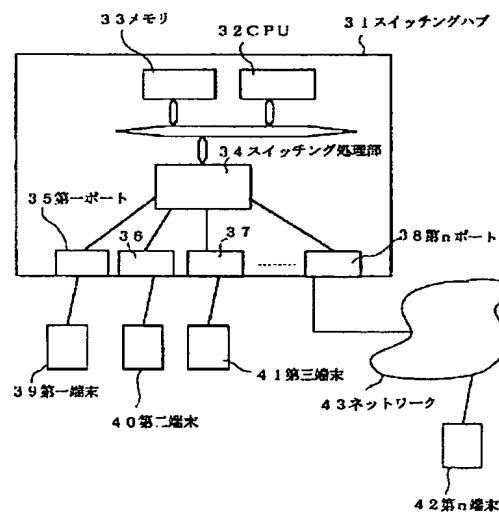 31スイッチングハブ
33メモリ
32CPU
34スイッチング処理部
35第一ポート
36
37
38第nポート
39第一端末
40第二端末
41第三端末
43ネットワーク
42第n端末